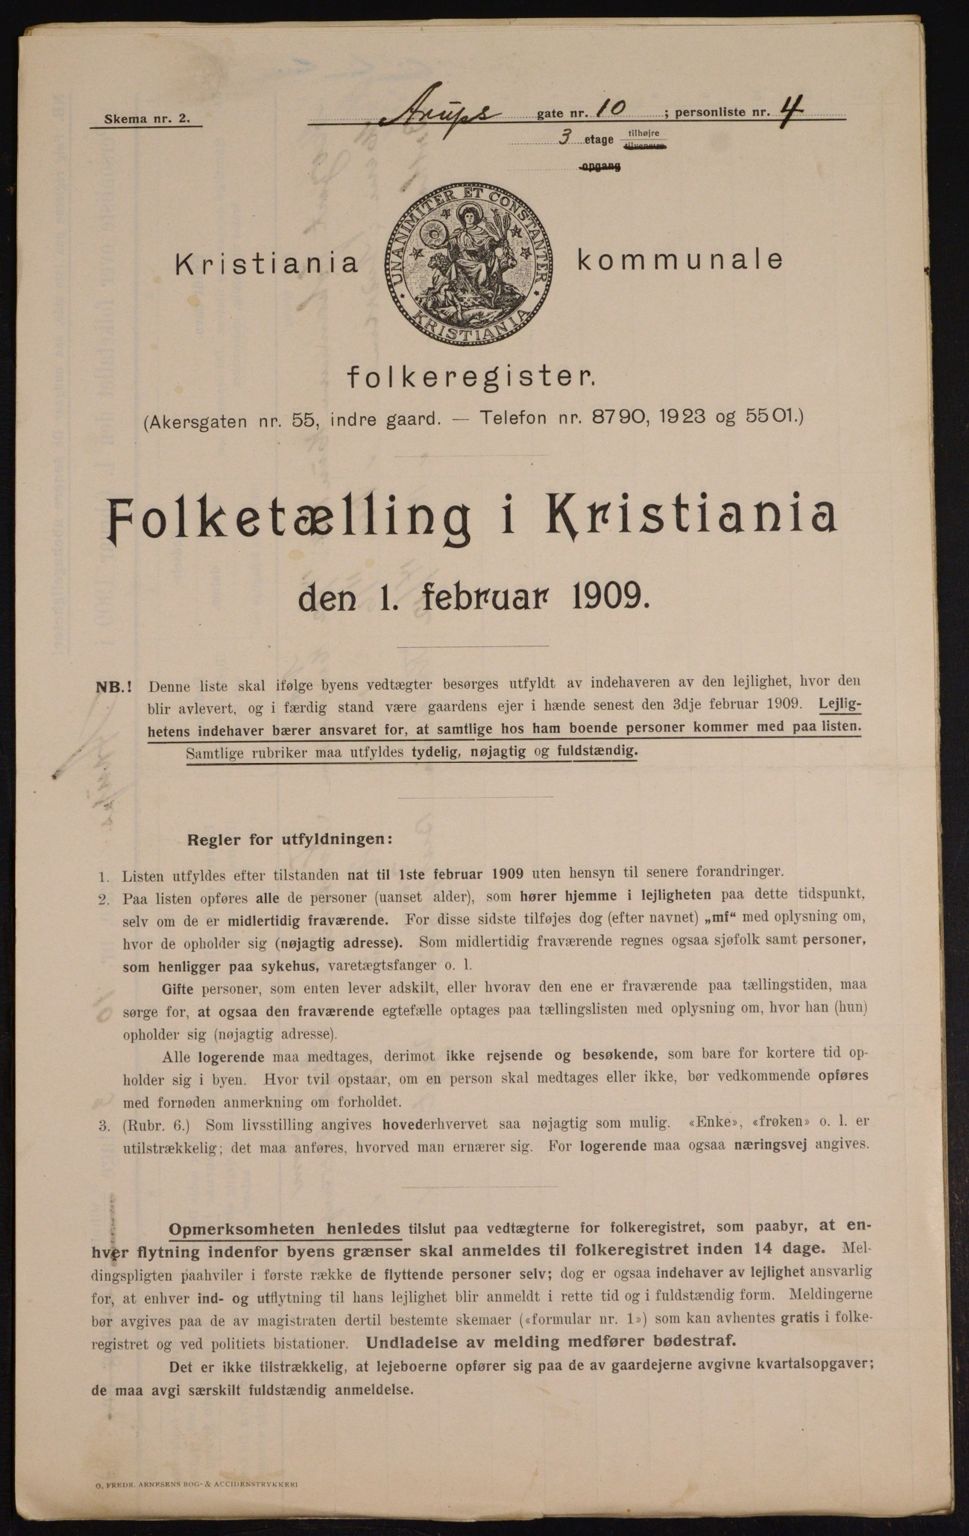 Skema nr. 2.
Arups gate nr. 10 ; personliste nr. 4
3 etage tilhøjre
tilvenstre
opgang
UNANIMITER ET CONSTANTER
KRISTIANIA
Kristiania kommunale
folkeregister.
(Akersgaten nr. 55, indre gaard. — Telefon nr. 8790, 1923 og 5501.)
Folketælling i Kristiania
den 1. februar 1909.
NB.! Denne liste skal ifølge byens vedtægter besørges utfyldt av indehaveren av den lejlighet, hvor den
blir avlevert, og i færdig stand være gaardens ejer i hænde senest den 3dje februar 1909. Lejlig-
hetens indehaver bærer ansvaret for, at samtlige hos ham boende personer kommer med paa listen.
Samtlige rubriker maa utfyldes tydelig, nøjagtig og fuldstændig.
Regler for utfyldningen:
1. Listen utfyldes efter tilstanden nat til 1ste februar 1909 uten hensyn til senere forandringer.
2. Paa listen opføres alle de personer (uanset alder), som hører hjemme i lejligheten paa dette tidspunkt,
selv om de er midlertidig fraværende. For disse sidste tilføjes dog (efter navnet) „mf“ med oplysning om,
hvor de opholder sig (nøjagtig adresse). Som midlertidig fraværende regnes ogsaa sjøfolk samt personer,
som henligger paa sykehus, varetægtsfanger o. l.
Gifte personer, som enten lever adskilt, eller hvorav den ene er fraværende paa tællingstiden, maa
sørge for, at ogsaa den fraværende egtefælle optages paa tællingslisten med oplysning om, hvor han (hun)
opholder sig (nøjagtig adresse).
Alle logerende maa medtages, derimot ikke rejsende og besøkende, som bare for kortere tid op-
holder sig i byen. Hvor tvil opstaar, om en person skal medtages eller ikke, bør vedkommende opføres
med fornøden anmerkning om forholdet.
3. (Rubr. 6.) Som livsstilling angives hovederhvervet saa nøjagtig som mulig. «Enke», «frøken» o. l. er
utilstrækkelig; det maa anføres, hvorved man ernærer sig. For logerende maa ogsaa næringsvej angives.
Opmerksomheten henledes tilslut paa vedtægterne for folkeregistret, som paabyr, at en-
hver flytning indenfor byens grænser skal anmeldes til folkeregistret inden 14 dage. Mel-
dingspligten paahviler i første række de flyttende personer selv; dog er ogsaa indehaver av lejlighet ansvarlig
for, at enhver ind- og utflytning til hans lejlighet blir anmeldt i rette tid og i fuldstændig form. Meldingerne
bør avgives paa de av magistraten dertil bestemte skemaer («formular nr. 1») som kan avhentes gratis i folke-
registret og ved politiets bistationer. Undladelse av melding medfører bødestraf.
Det er ikke tilstrækkelig, at lejeboerne opfører sig paa de av gaardejerne avgivne kvartalsopgaver;
de maa avgi særskilt fuldstændig anmeldelse.
O. FREDR. ARNESENS BOG- & ACCIDENSTRYKKERI